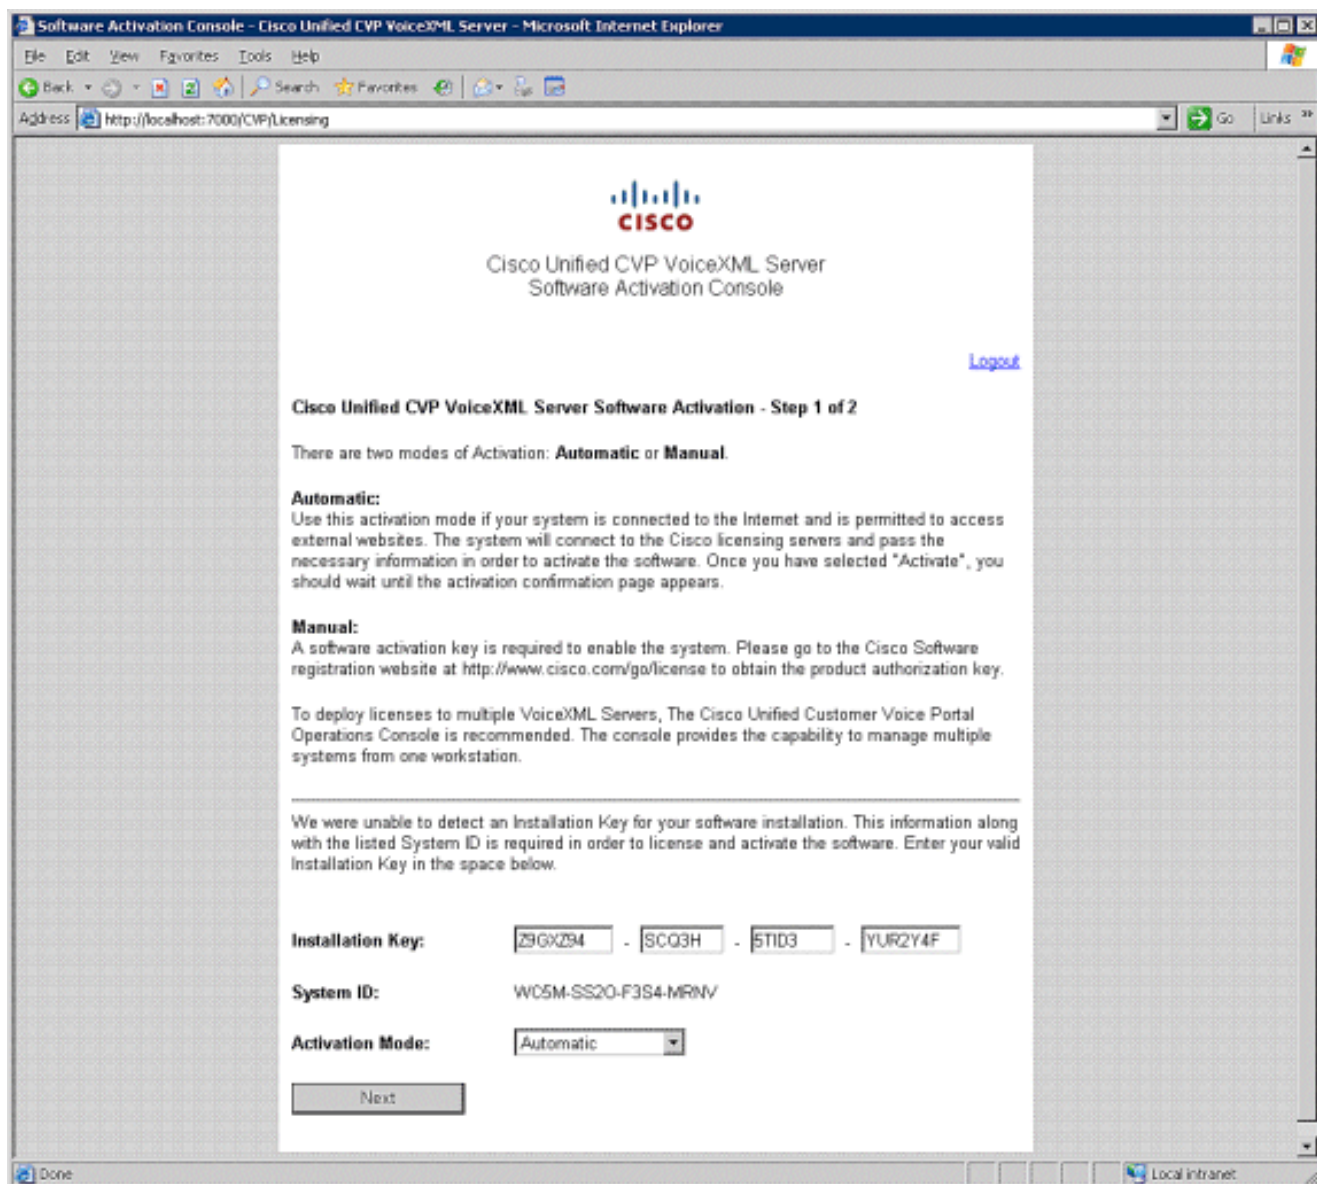 Software Activation Console - Cisco Unified CVP VoiceXML Server - Microsoft Internet Explorer
File Edit View Favorites Tools Help
Back Search Favorites
Address http://localhost:7000/CVP/Licensing Go Links »
CISCO
Cisco Unified CVP VoiceXML Server
Software Activation Console
Logout
Cisco Unified CVP VoiceXML Server Software Activation - Step 1 of 2
There are two modes of Activation: Automatic or Manual.
Automatic:
Use this activation mode if your system is connected to the Internet and is permitted to access
external websites. The system will connect to the Cisco licensing servers and pass the
necessary information in order to activate the software. Once you have selected "Activate", you
should wait until the activation confirmation page appears.
Manual:
A software activation key is required to enable the system. Please go to the Cisco Software
registration website at http://www.cisco.com/go/license to obtain the product authorization key.
To deploy licenses to multiple VoiceXML Servers, The Cisco Unified Customer Voice Portal
Operations Console is recommended. The console provides the capability to manage multiple
systems from one workstation.
We were unable to detect an Installation Key for your software installation. This information along
with the listed System ID is required in order to license and activate the software. Enter your valid
Installation Key in the space below.
Installation Key: Z9GXZ94 - SCQ3H - 5TID3 - YUR2Y4F
System ID: WC5M-SS2O-F3S4-MRNV
Activation Mode: Automatic
Next
Done Local intranet